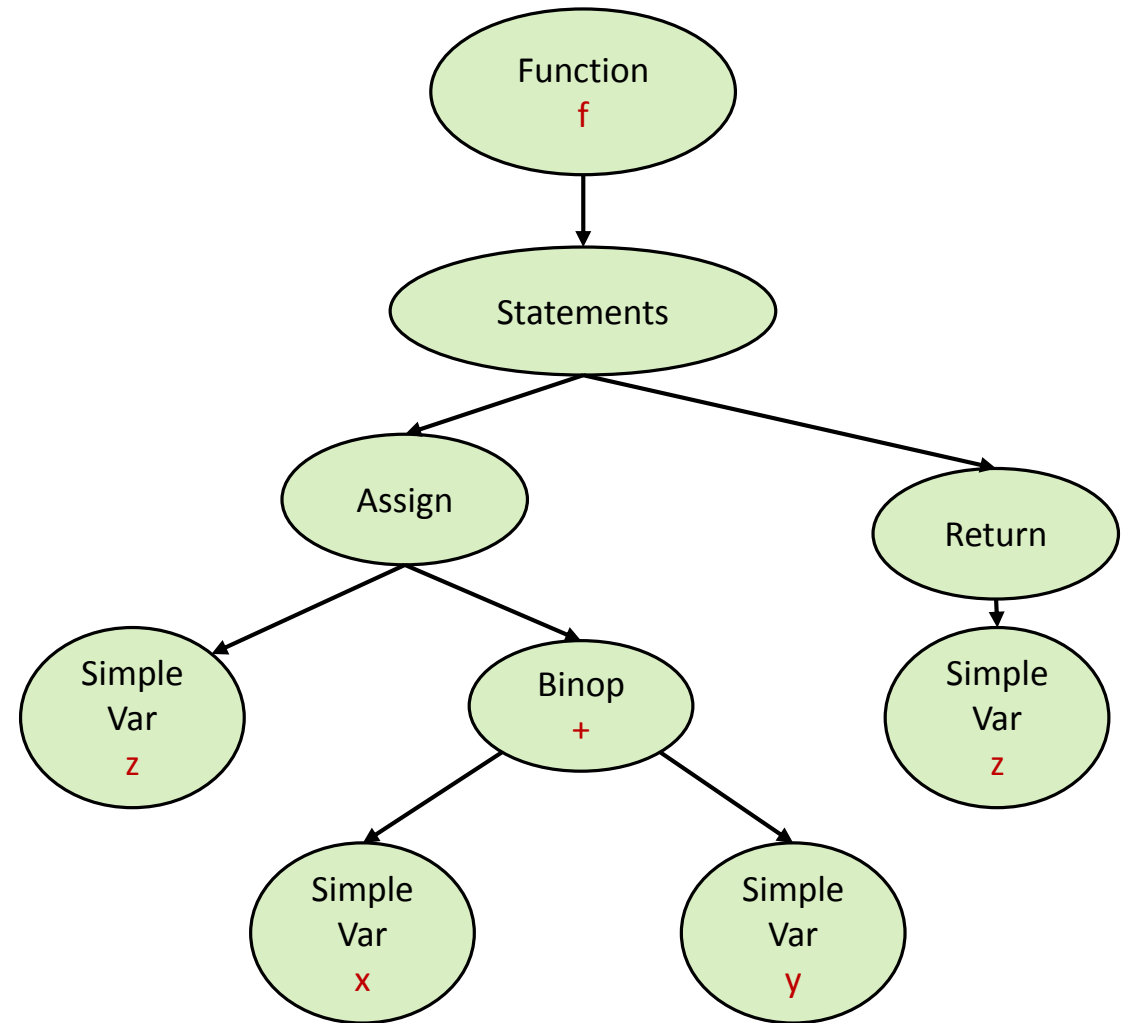 Function
f
Statements
Assign
Return
Simple
Var
z
Binop
+
Simple
Var
z
Simple
Var
x
Simple
Var
y